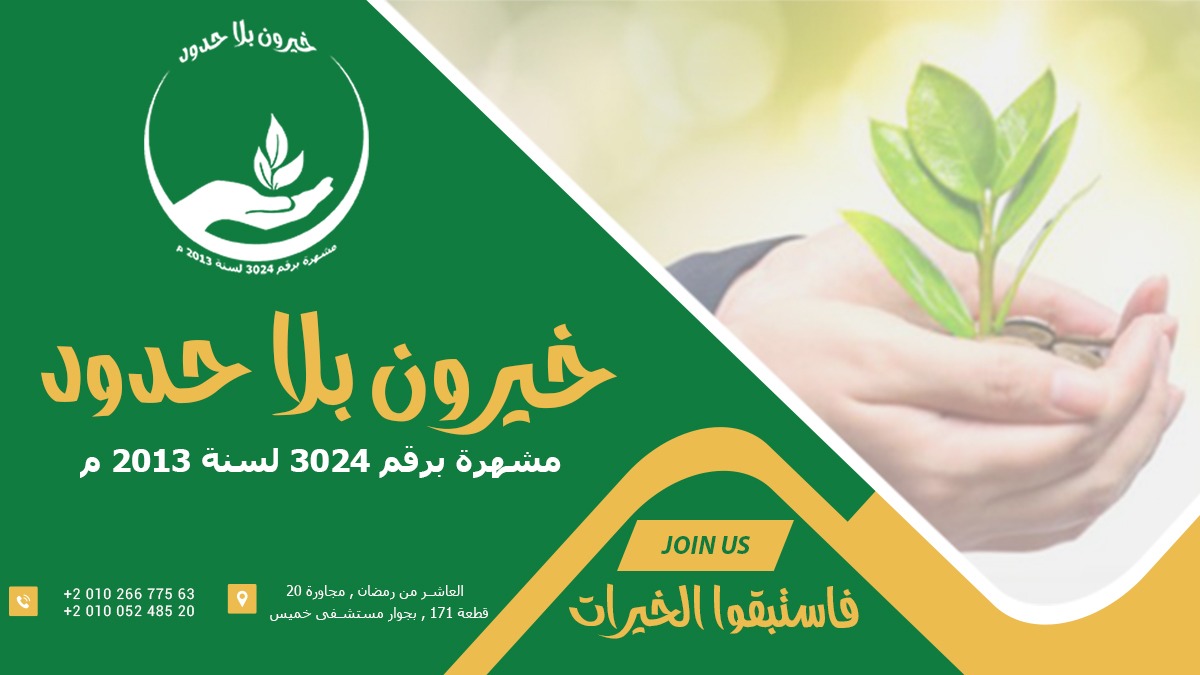 خيرون بلا حدود
مشهرة برقم 3024 لسنة 2013 م
خيرون بلا حدود
مشهرة برقم 3024 لسنة 2013 م
JOIN US
فاستبقوا الخيرات
+2 010 266 775 63
+2 010 052 485 20
العاشر من رمضان , مجاورة 20
قطعة 171 , بجوار مستشفى خميس